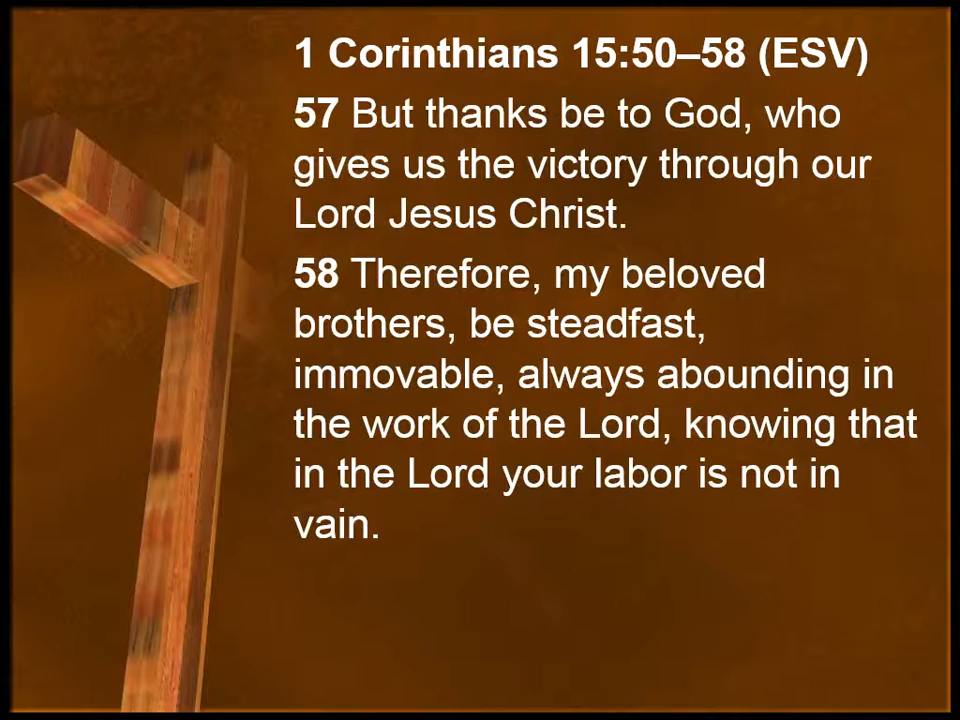 1 Corinthians 15:50–58 (ESV)
57 But thanks be to God, who
gives us the victory through our
Lord Jesus Christ.
58 Therefore, my beloved
brothers, be steadfast,
immovable, always abounding in
the work of the Lord, knowing that
in the Lord your labor is not in
vain.